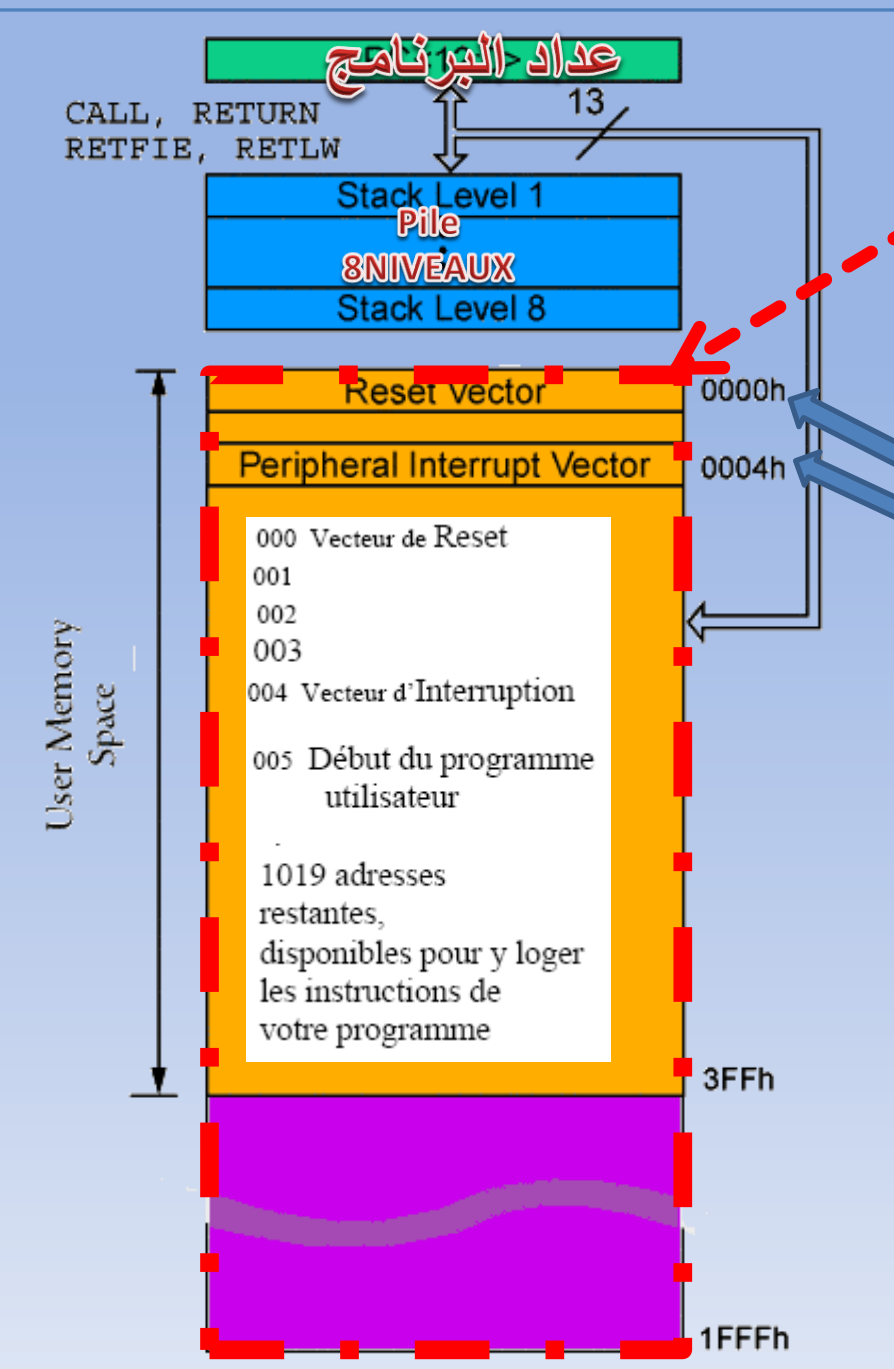 عداد البرنامج
CALL, RETURN
RETFIE, RETLW
13
Stack Level 1
Pile
8NIVEAUX
Stack Level 8
Reset Vector
0000h
Peripheral Interrupt Vector
0004h
000 Vecteur de Reset
001
002
003
004 Vecteur d'Interruption
005 Début du programme
utilisateur
.
1019 adresses
restantes,
disponibles pour y loger
les instructions de
votre programme
User Memory
Space
3FFh
1FFFh